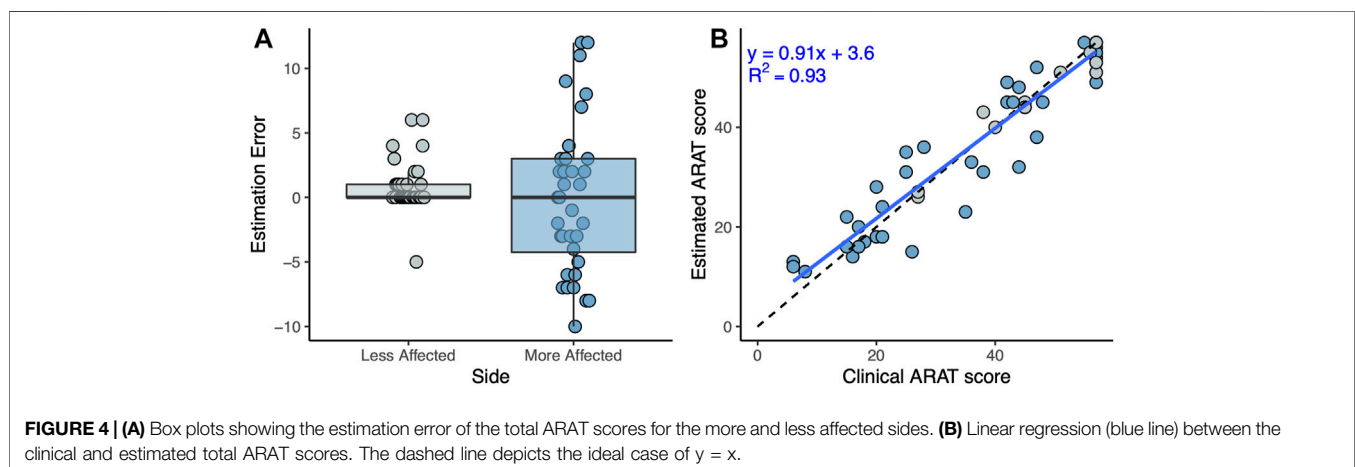 A
Estimation Error
10
5
0
−5
−10
Less Affected
More Affected
Side
B
y = 0.91x + 3.6
R² = 0.93
Estimated ARAT score
40
20
0
0
20
40
Clinical ARAT score
FIGURE 4 | (A) Box plots showing the estimation error of the total ARAT scores for the more and less affected sides. (B) Linear regression (blue line) between the
clinical and estimated total ARAT scores. The dashed line depicts the ideal case of y = x.